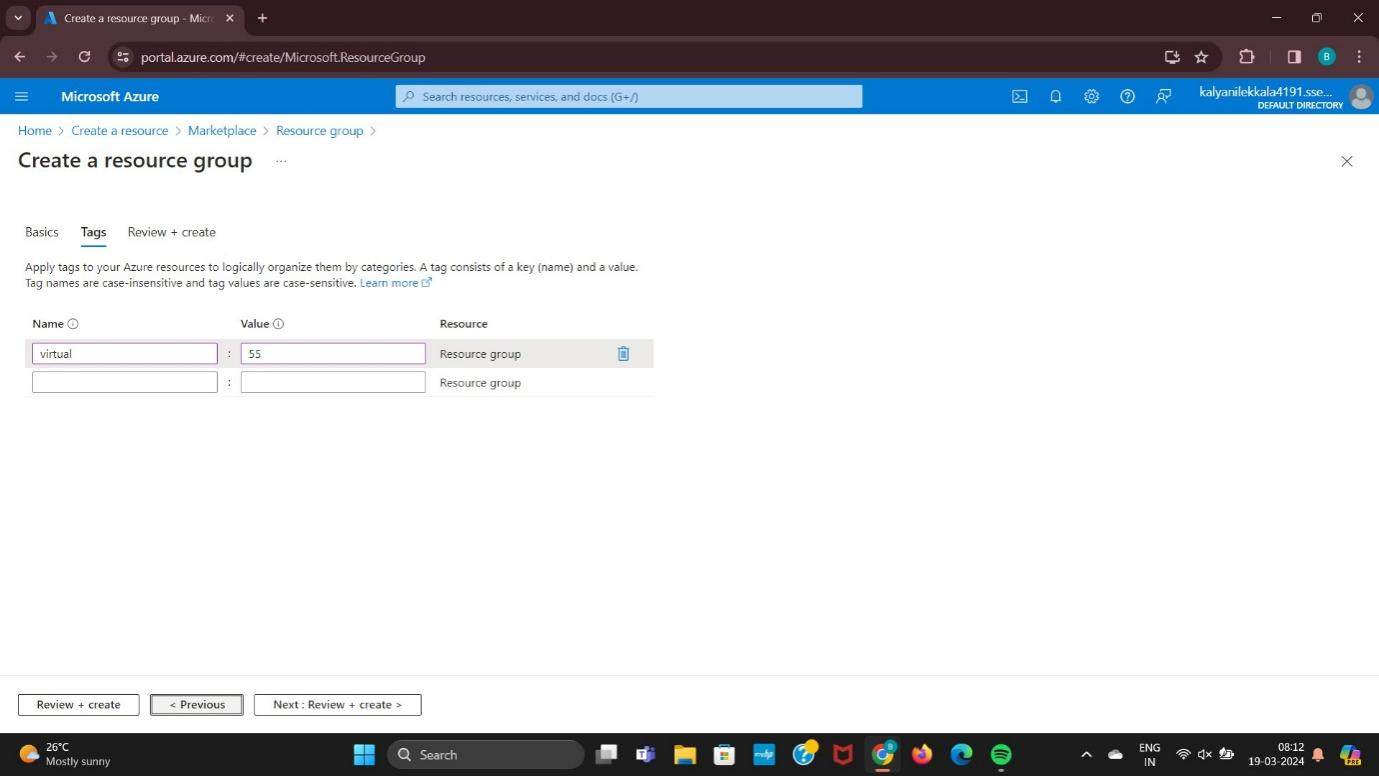 Create a resource group - Micr
portal.azure.com/#create/Microsoft.ResourceGroup
B
Microsoft Azure
Search resources, services, and docs (G+/)
kalyanilekkala4191.sse...
DEFAULT DIRECTORY
Home > Create a resource > Marketplace > Resource group >
Create a resource group ...
Basics Tags Review + create
Apply tags to your Azure resources to logically organize them by categories. A tag consists of a key (name) and a value.
Tag names are case-insensitive and tag values are case-sensitive. Learn more
Name Value Resource
virtual : 55 Resource group
: Resource group
Review + create < Previous Next : Review + create >
26°C
Mostly sunny
Search
ENG
IN
08:12
19-03-2024
PRE